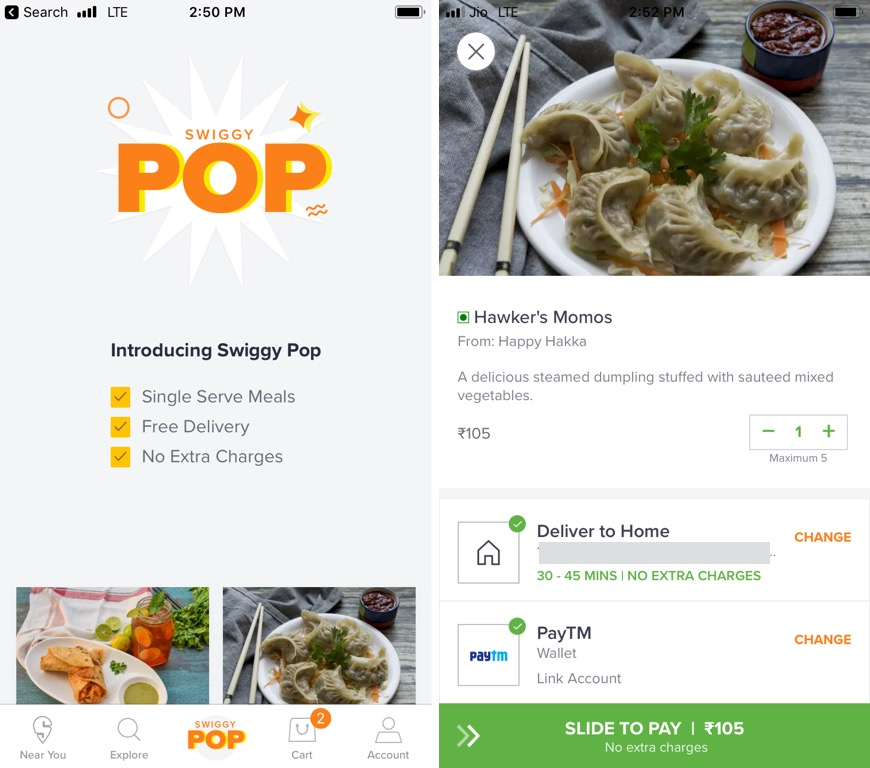 Search LTE 2:50 PM
SWIGGY
POP
Introducing Swiggy Pop
Single Serve Meals
Free Delivery
No Extra Charges
Near You
Explore
SWIGGY
POP
2
Cart
Account
Jio LTE 2:52 PM
Hawker's Momos
From: Happy Hakka
A delicious steamed dumpling stuffed with sauteed mixed
vegetables.
₹105
− 1 +
Maximum 5
Deliver to Home
CHANGE
..
30 - 45 MINS | NO EXTRA CHARGES
paytm
PayTM
CHANGE
Wallet
Link Account
SLIDE TO PAY | ₹105
No extra charges